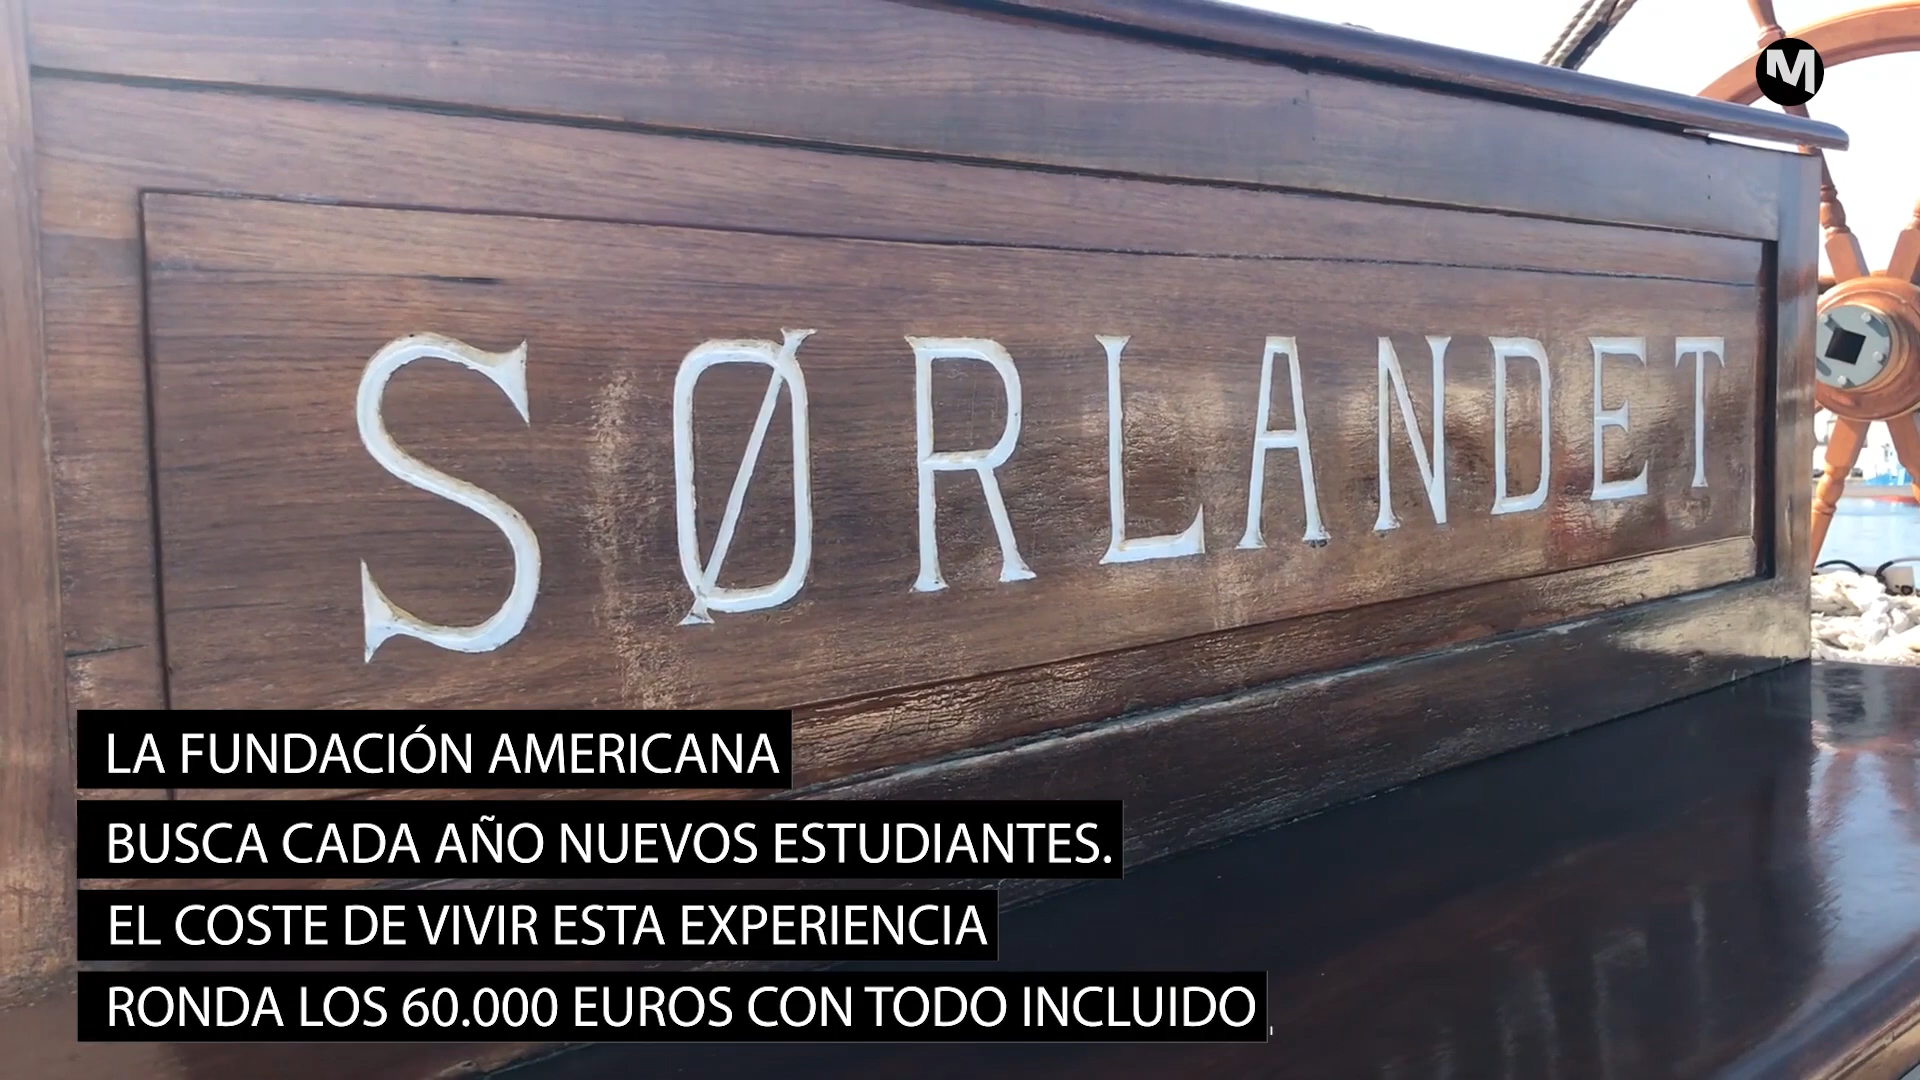 M
SØRLANDET
LA FUNDACIÓN AMERICANA
BUSCA CADA AÑO NUEVOS ESTUDIANTES.
EL COSTE DE VIVIR ESTA EXPERIENCIA
RONDA LOS 60.000 EUROS CON TODO INCLUIDO.